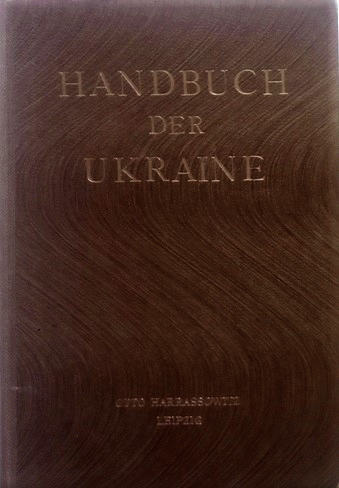 HANDBUCH
DER
UKRAINE
OTTO HARRASSOWITZ
LEIPZIG